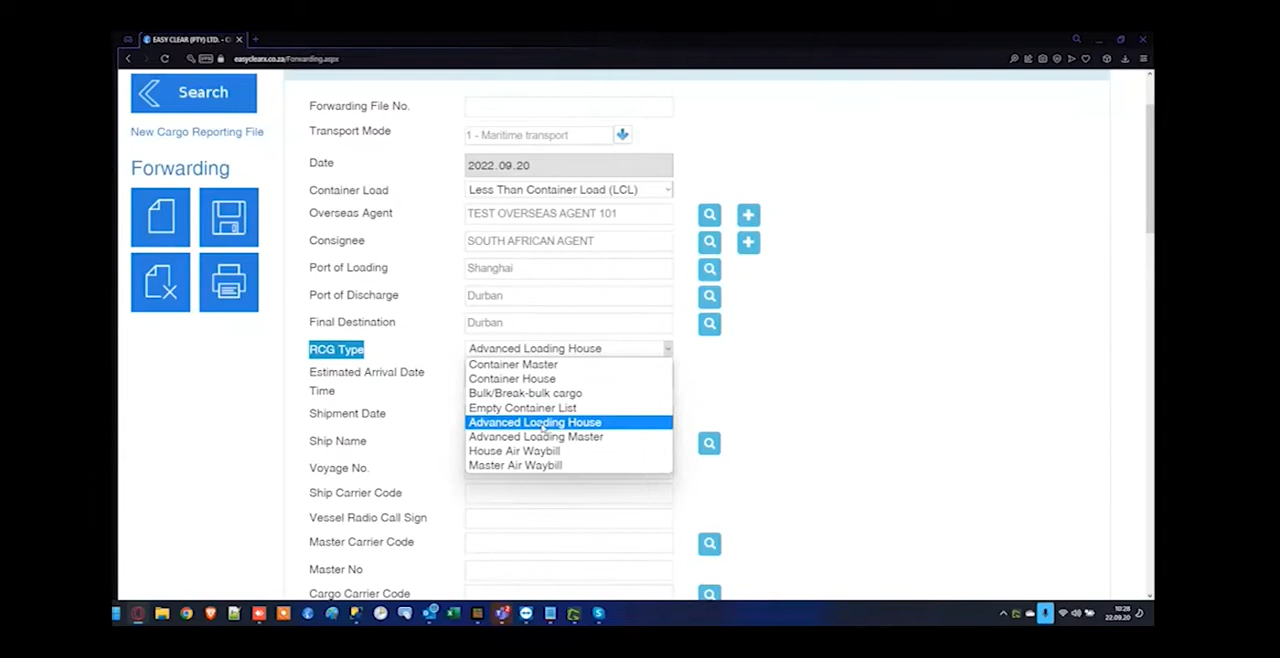 EASY CLEAR (PTY) LTD. - C
easyclearx.co.za/Forwarding.aspx
Search
New Cargo Reporting File
Forwarding
Forwarding File No.
Transport Mode 1 - Maritime transport
Date 2022.09.20
Container Load Less Than Container Load (LCL)
Overseas Agent TEST OVERSEAS AGENT 101
Consignee SOUTH AFRICAN AGENT
Port of Loading Shanghai
Port of Discharge Durban
Final Destination Durban
RCG Type Advanced Loading House
Container Master
Estimated Arrival Date Container House
Time Bulk/Break-bulk cargo
Empty Container List
Shipment Date Advanced Loading House
Ship Name Advanced Loading Master
House Air Waybill
Voyage No. Master Air Waybill
Ship Carrier Code
Vessel Radio Call Sign
Master Carrier Code
Master No
Cargo Carrier Code
10:28
22.09.20